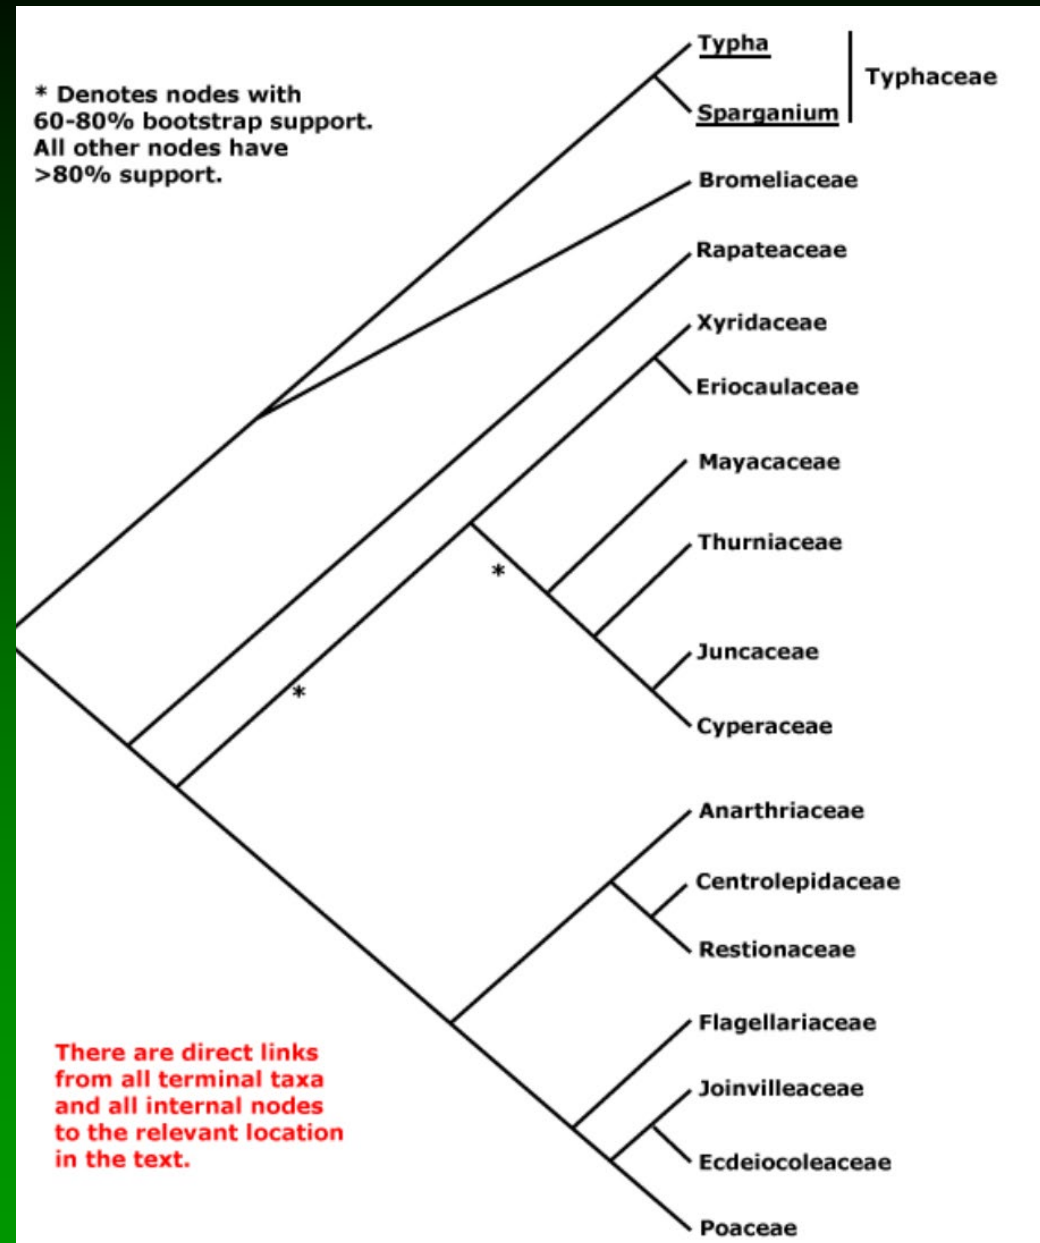 Typha
Typhaceae
* Denotes nodes with
60-80% bootstrap support.
All other nodes have
>80% support.
Sparganium
Bromeliaceae
Rapateaceae
Xyridaceae
Eriocaulaceae
Mayacaceae
Thurniaceae
*
Juncaceae
*
Cyperaceae
Anarthriaceae
Centrolepidaceae
Restionaceae
Flagellariaceae
There are direct links
from all terminal taxa
and all internal nodes
to the relevant location
in the text.
Joinvilleaceae
Ecdeiocoleaceae
Poaceae